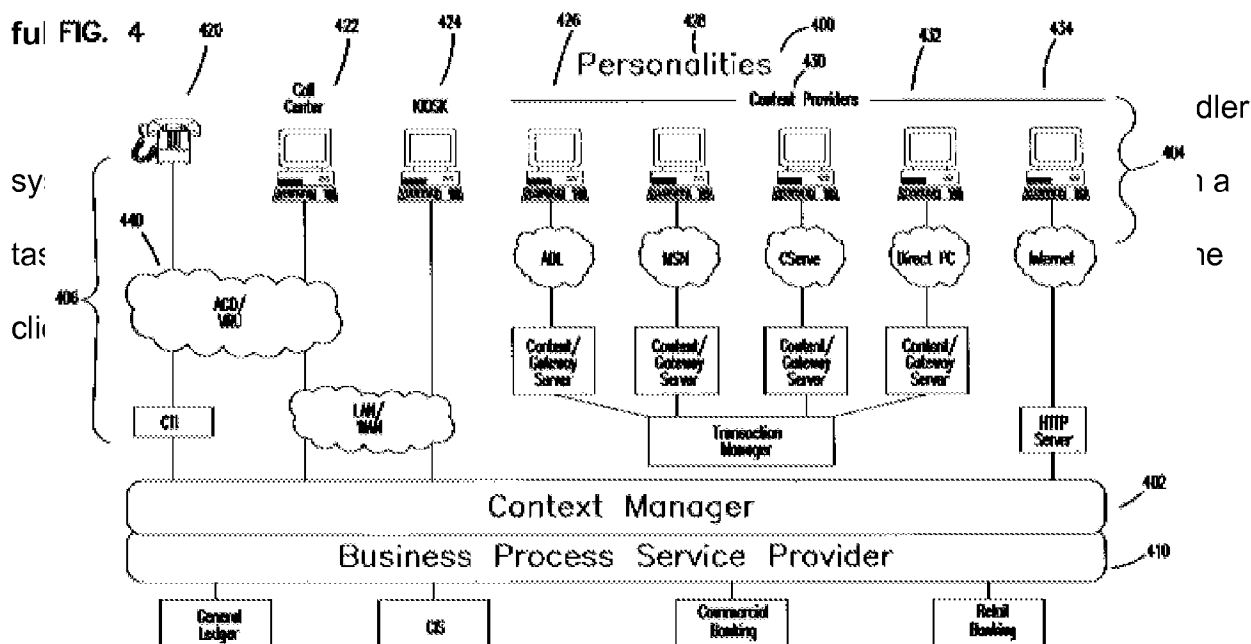 ful FIG. 4
420 422 424 426 428 400 432 434
Personalities
430
Call
Center
KIOSK
Content Providers
dler
404
sys
n a
440
tas
AOL MSN CServe Direct PC Internet
ne
406
ACD/
VRU
clic
Content/
Gateway
Server
Content/
Gateway
Server
Content/
Gateway
Server
Content/
Gateway
Server
LAN/
WAN
CTI
Transaction
Manager
HTTP
Server
Context Manager
402
Business Process Service Provider
410
General
Ledger
CIS
Commercial
Banking
Retail
Banking